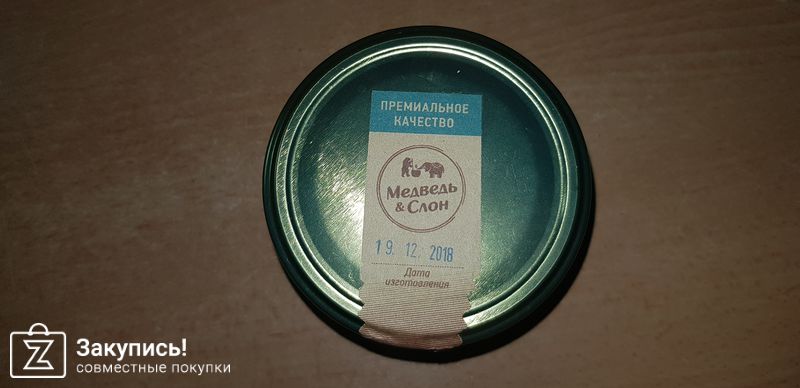 ПРЕМИАЛЬНОЕ
КАЧЕСТВО
Медведь
& Слон
19. 12. 2018
Дата
изготовления
Закупись!
совместные покупки